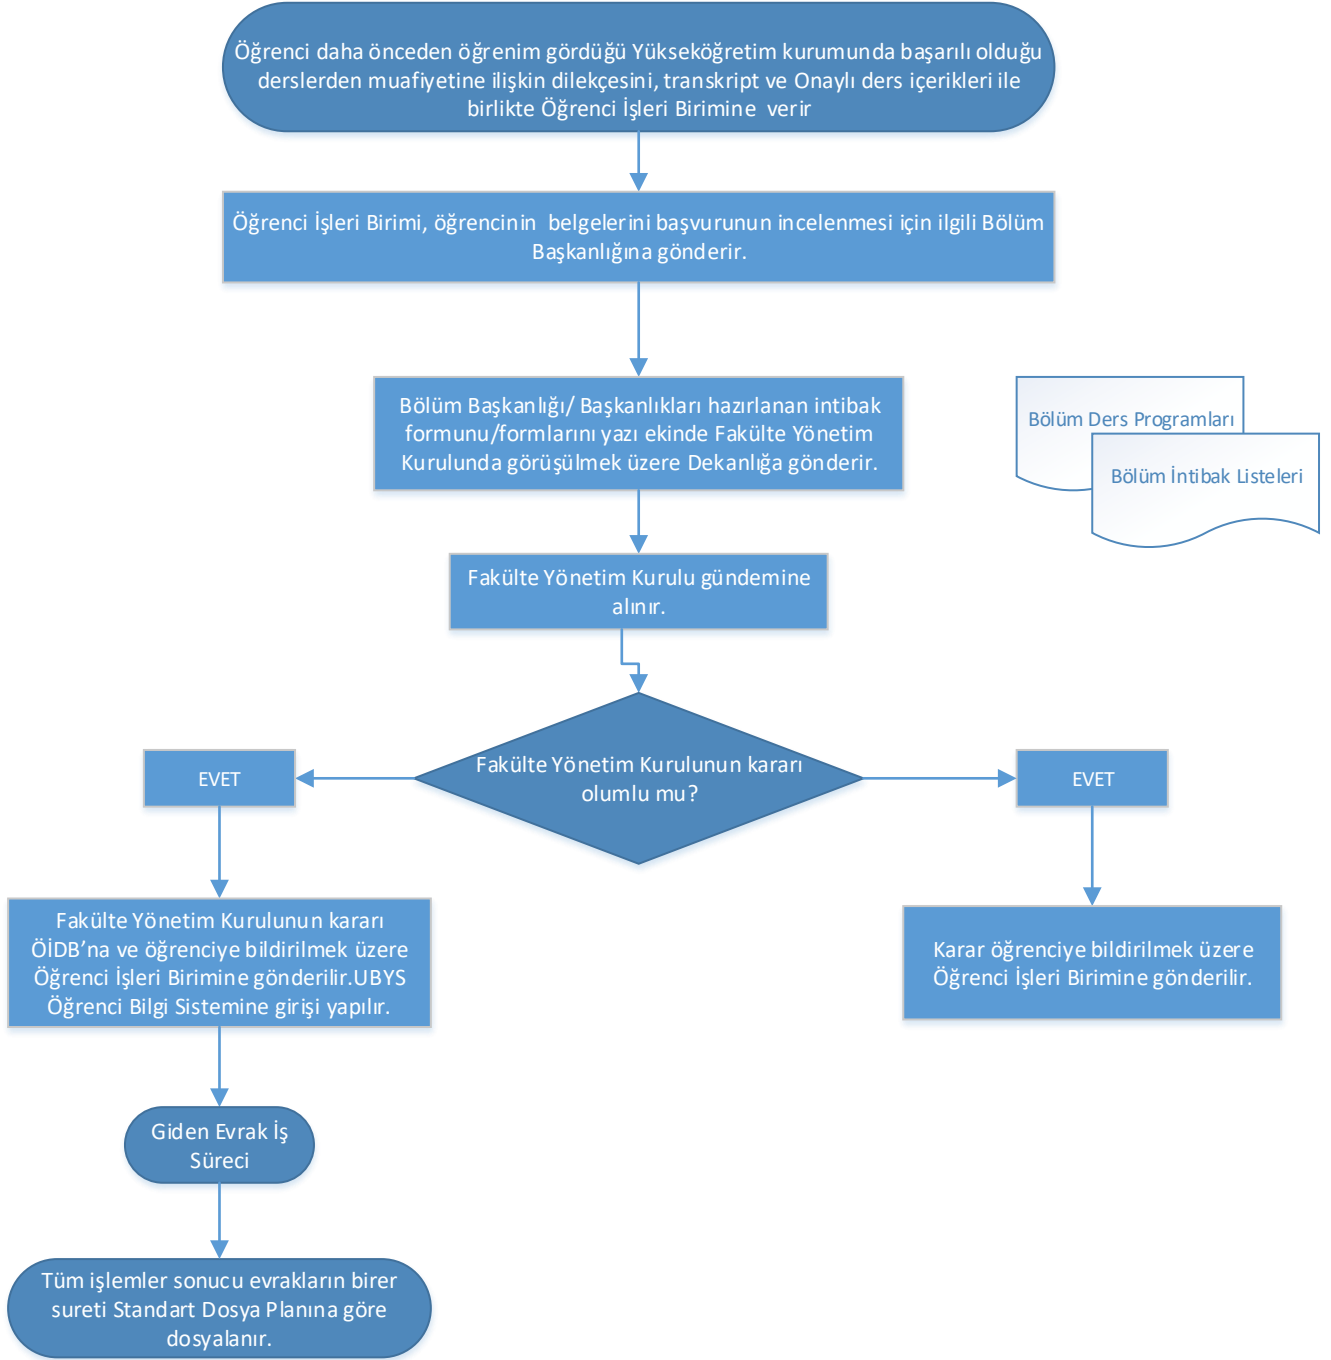 Öğrenci daha önceden öğrenim gördüğü Yükseköğretim kurumunda başarılı olduğu
derslerden muafiyetine ilişkin dilekçesini, transkript ve Onaylı ders içerikleri ile
birlikte Öğrenci İşleri Birimine verir
Öğrenci İşleri Birimi, öğrencinin belgelerini başvurunun incelenmesi için ilgili Bölüm
Başkanlığına gönderir.
Bölüm Başkanlığı/ Başkanlıkları hazırlanan intibak
formunu/formlarını yazı ekinde Fakülte Yönetim
Kurulunda görüşülmek üzere Dekanlığa gönderir.
Bölüm Ders Programları
Bölüm İntibak Listeleri
Fakülte Yönetim Kurulu gündemine
alınır.
Fakülte Yönetim Kurulunun kararı
olumlu mu?
EVET
EVET
Fakülte Yönetim Kurulunun kararı
ÖİDB’na ve öğrenciye bildirilmek üzere
Öğrenci İşleri Birimine gönderilir.UBYS
Öğrenci Bilgi Sistemine girişi yapılır.
Karar öğrenciye bildirilmek üzere
Öğrenci İşleri Birimine gönderilir.
Giden Evrak İş
Süreci
Tüm işlemler sonucu evrakların birer
sureti Standart Dosya Planına göre
dosyalanır.